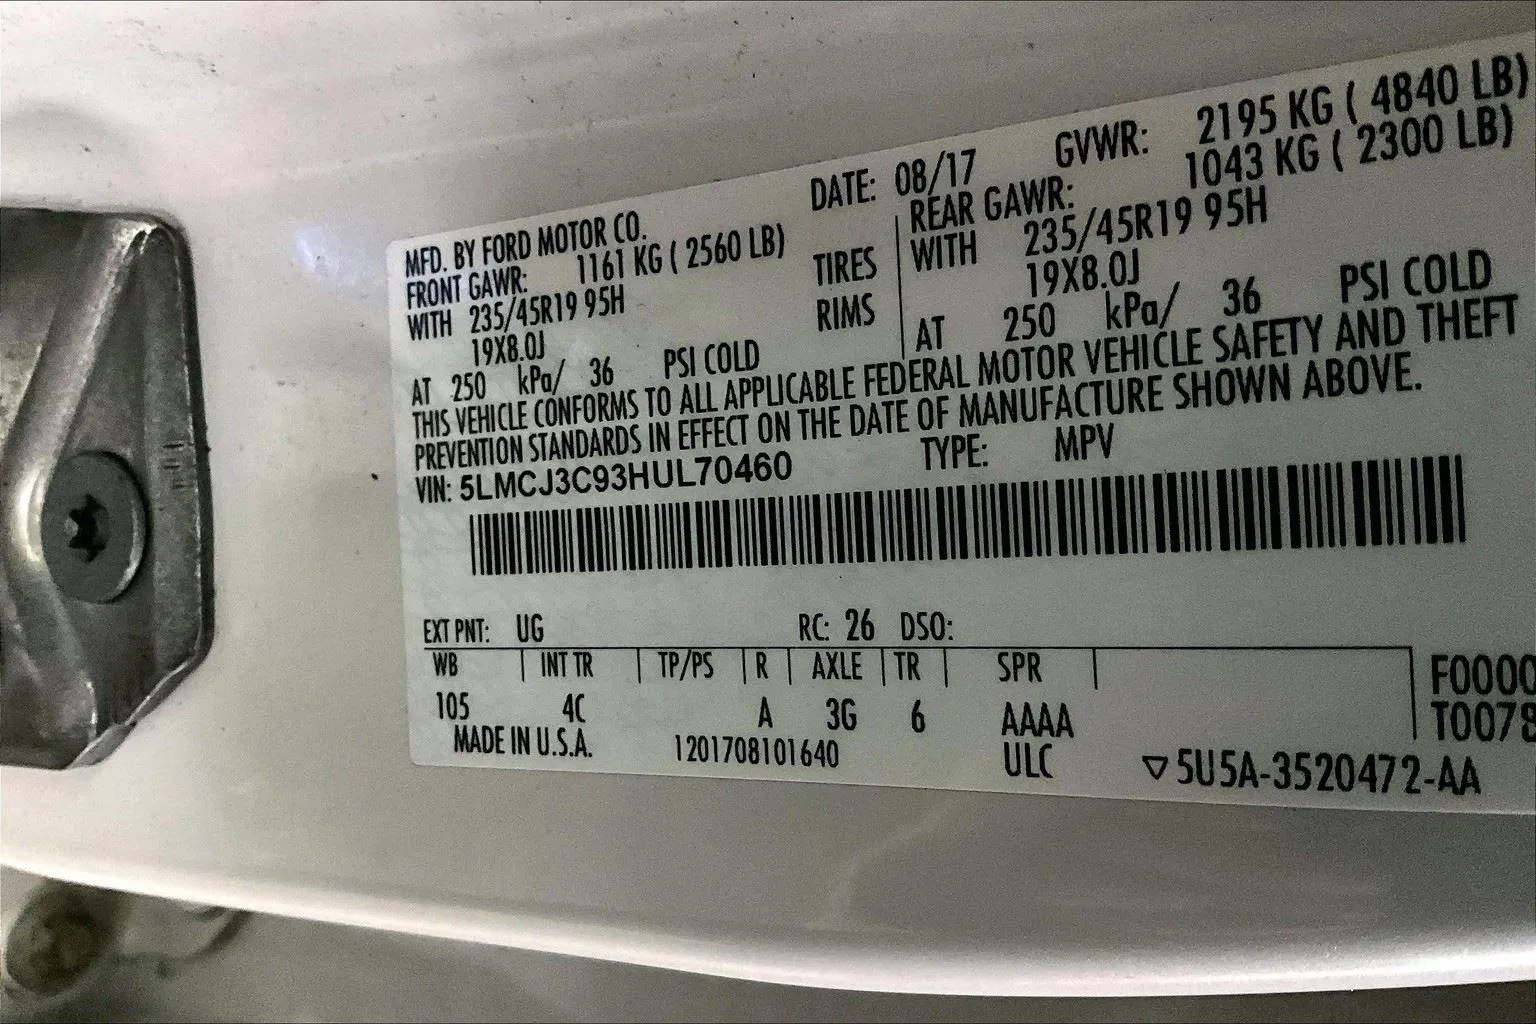 MFD. BY FORD MOTOR CO. DATE: 08/17 GVWR: 2195 KG ( 4840 LB)
FRONT GAWR: 1161 KG ( 2560 LB) REAR GAWR: 1043 KG ( 2300 LB)
WITH 235/45R19 95H TIRES WITH 235/45R19 95H
19X8.0J RIMS 19X8.0J
AT 250 kPa/ 36 PSI COLD AT 250 kPa/ 36 PSI COLD
THIS VEHICLE CONFORMS TO ALL APPLICABLE FEDERAL MOTOR VEHICLE SAFETY AND THEFT
PREVENTION STANDARDS IN EFFECT ON THE DATE OF MANUFACTURE SHOWN ABOVE.
VIN: 5LMCJ3C93HUL70460 TYPE: MPV
EXT PNT: UG RC: 26 DSO:
WB INT TR TP/PS R AXLE TR SPR F0000
105 4C A 3G 6 AAAA T0078
MADE IN U.S.A. 1201708101640 ULC ▽5U5A-3520472-AA